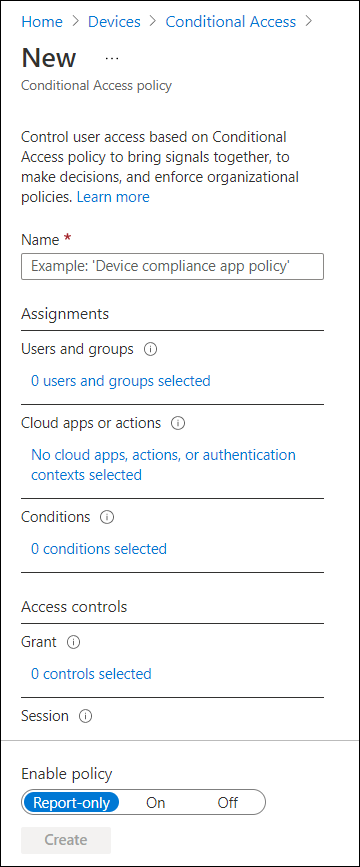 Home > Devices > Conditional Access >
New ...
Conditional Access policy
Control user access based on Conditional
Access policy to bring signals together, to
make decisions, and enforce organizational
policies. Learn more
Name *
Example: 'Device compliance app policy'
Assignments
Users and groups
0 users and groups selected
Cloud apps or actions
No cloud apps, actions, or authentication
contexts selected
Conditions
0 conditions selected
Access controls
Grant
0 controls selected
Session
Enable policy
Report-only On Off
Create